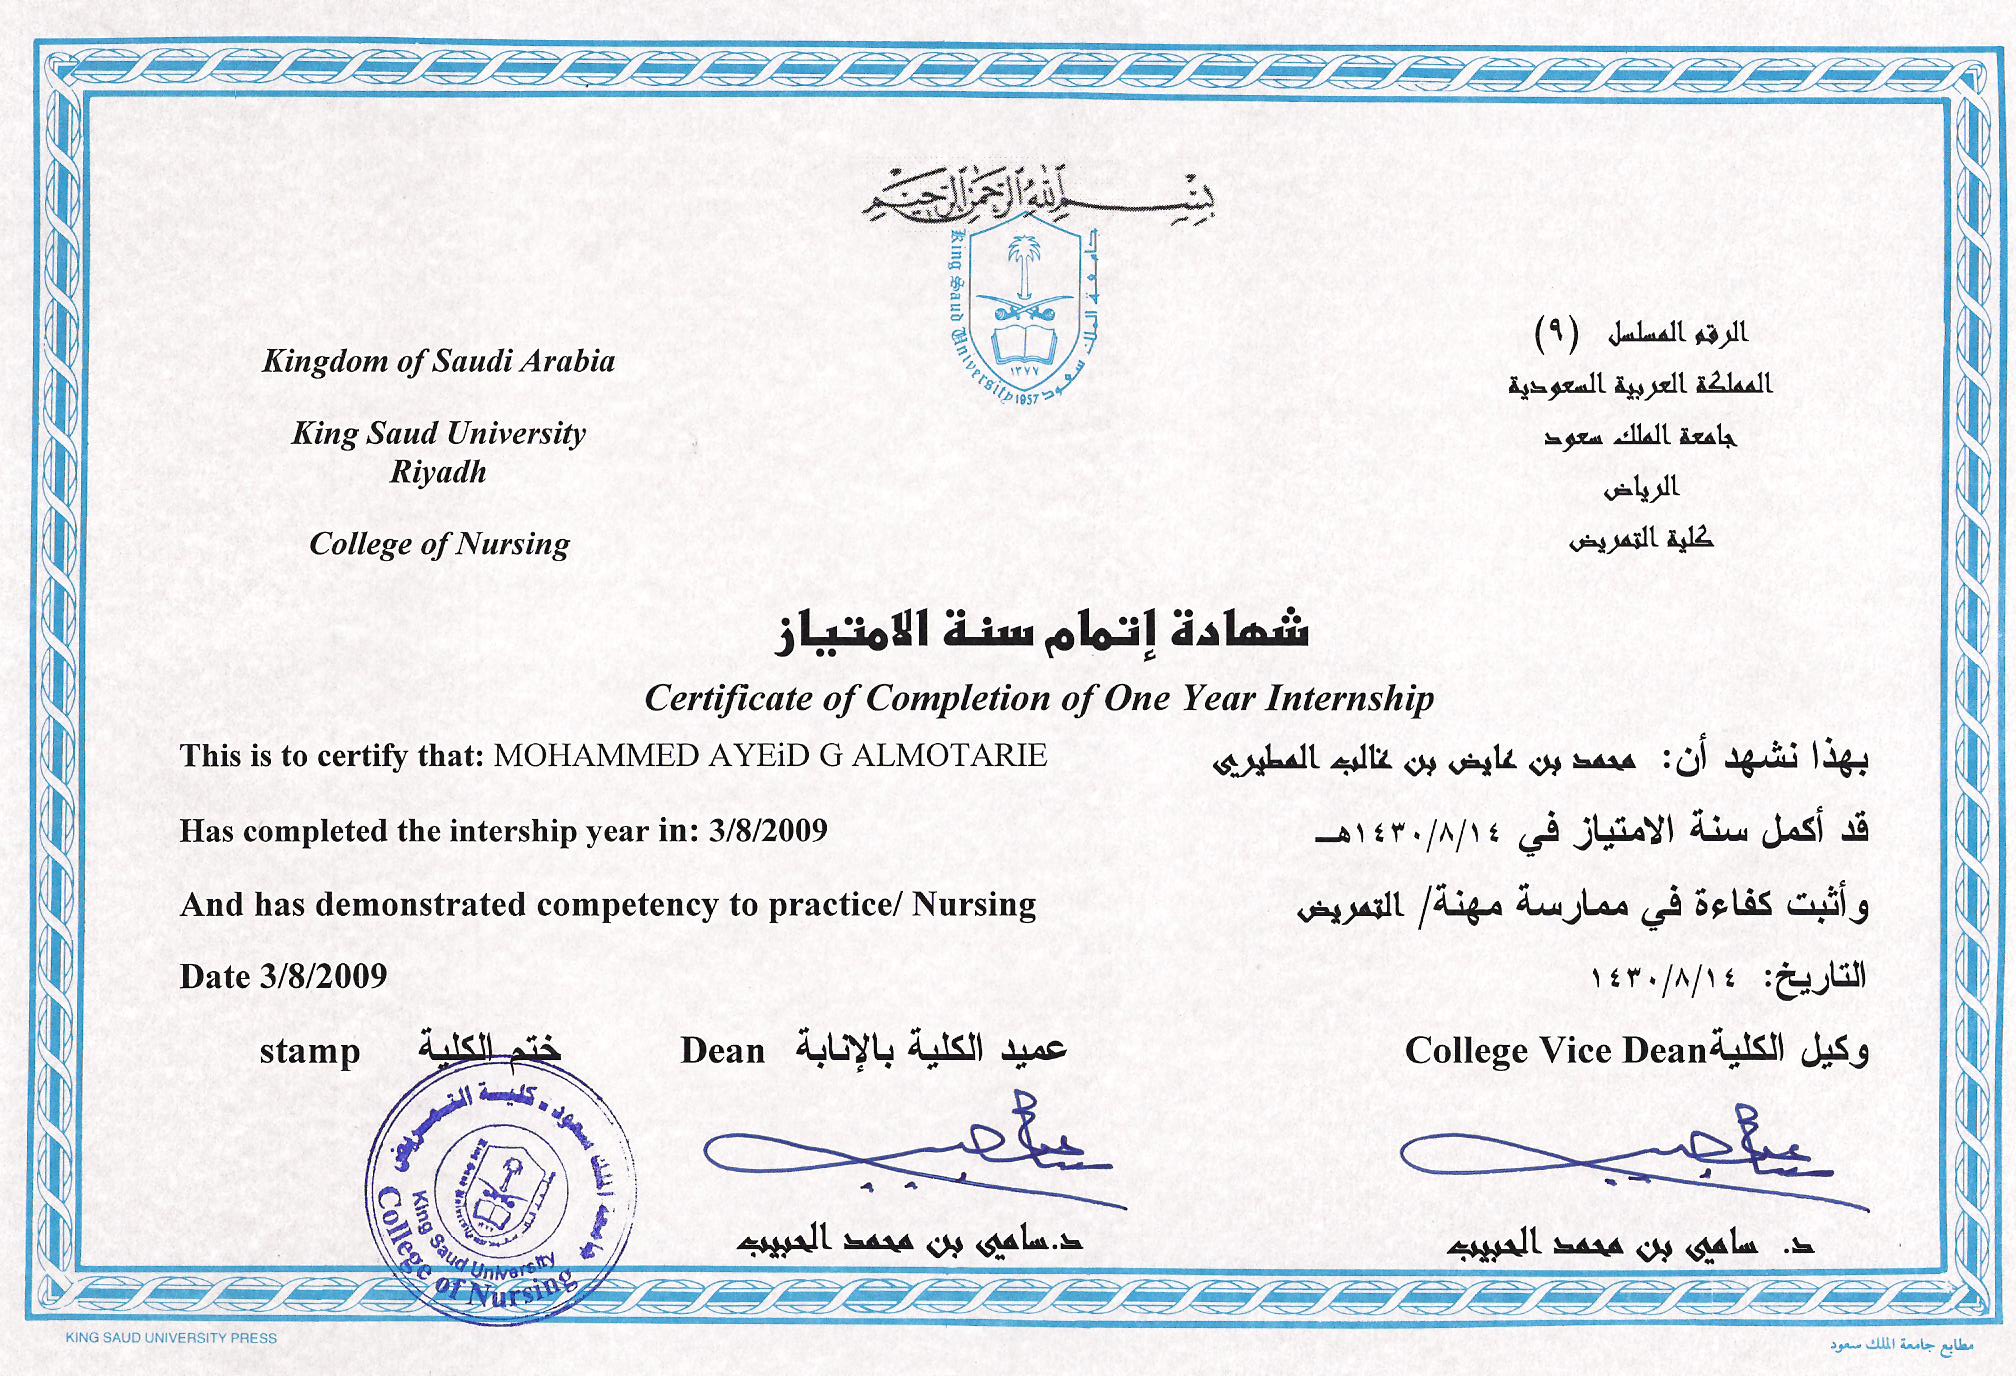 بسم الله الرحمن الرحيم
King Saud University 1957
جامعة الملك سعود
١٣٧٧
Kingdom of Saudi Arabia
King Saud University
Riyadh
College of Nursing
الرقم المسلسل (٩)
المملكة العربية السعودية
جامعة الملك سعود
الرياض
كلية التمريض
شهادة إتمام سنة الامتياز
Certificate of Completion of One Year Internship
This is to certify that: MOHAMMED AYEiD G ALMOTARIE
بهذا نشهد أن: محمد بن عايض بن غالب المطيري
Has completed the intership year in: 3/8/2009
قد أكمل سنة الامتياز في ١٤٣٠/٨/١٤هـ
And has demonstrated competency to practice/ Nursing
وأثبت كفاءة في ممارسة مهنة/ التمريض
Date 3/8/2009
التاريخ: ١٤٣٠/٨/١٤
stamp ختم الكلية
Dean عميد الكلية بالإنابة
College Vice Dean وكيل الكلية
جامعة الملك سعود - كلية التمريض
King Saud University
College of Nursing
د.سامي بن محمد الحبيب
د. سامي بن محمد الحبيب
KING SAUD UNIVERSITY PRESS
مطابع جامعة الملك سعود